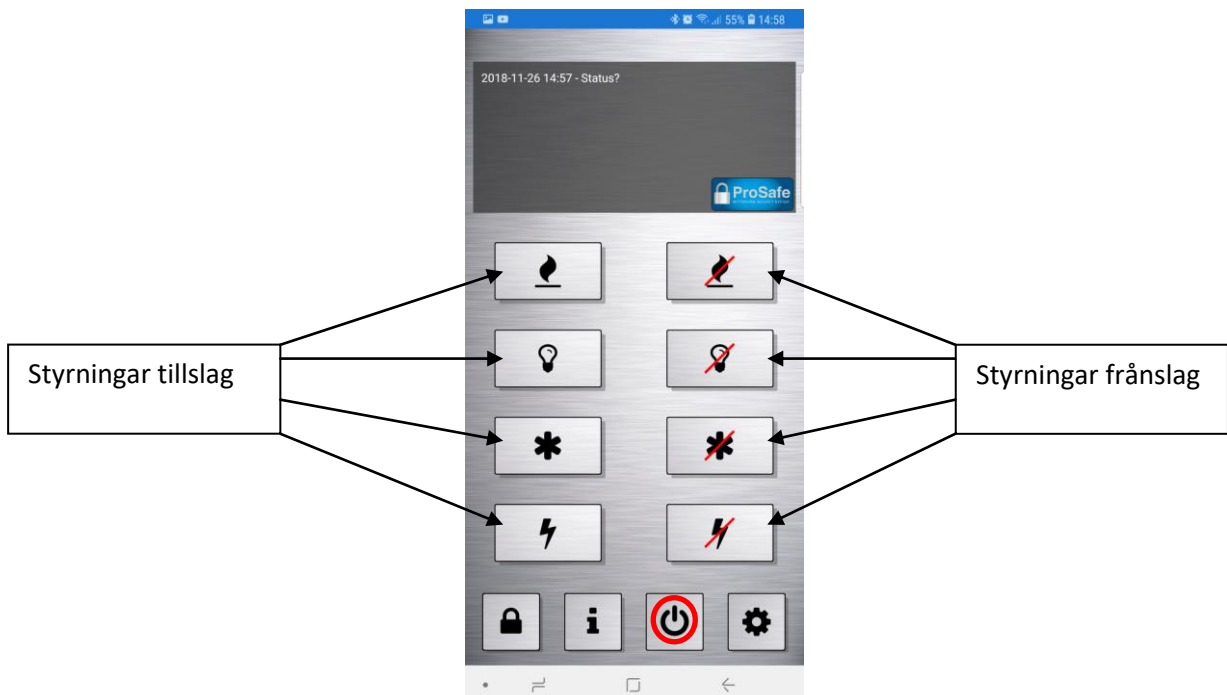 55% 14:58
2018-11-26 14:57 - Status?
ProSafe
Styrningar tillslag
Styrningar frånslag